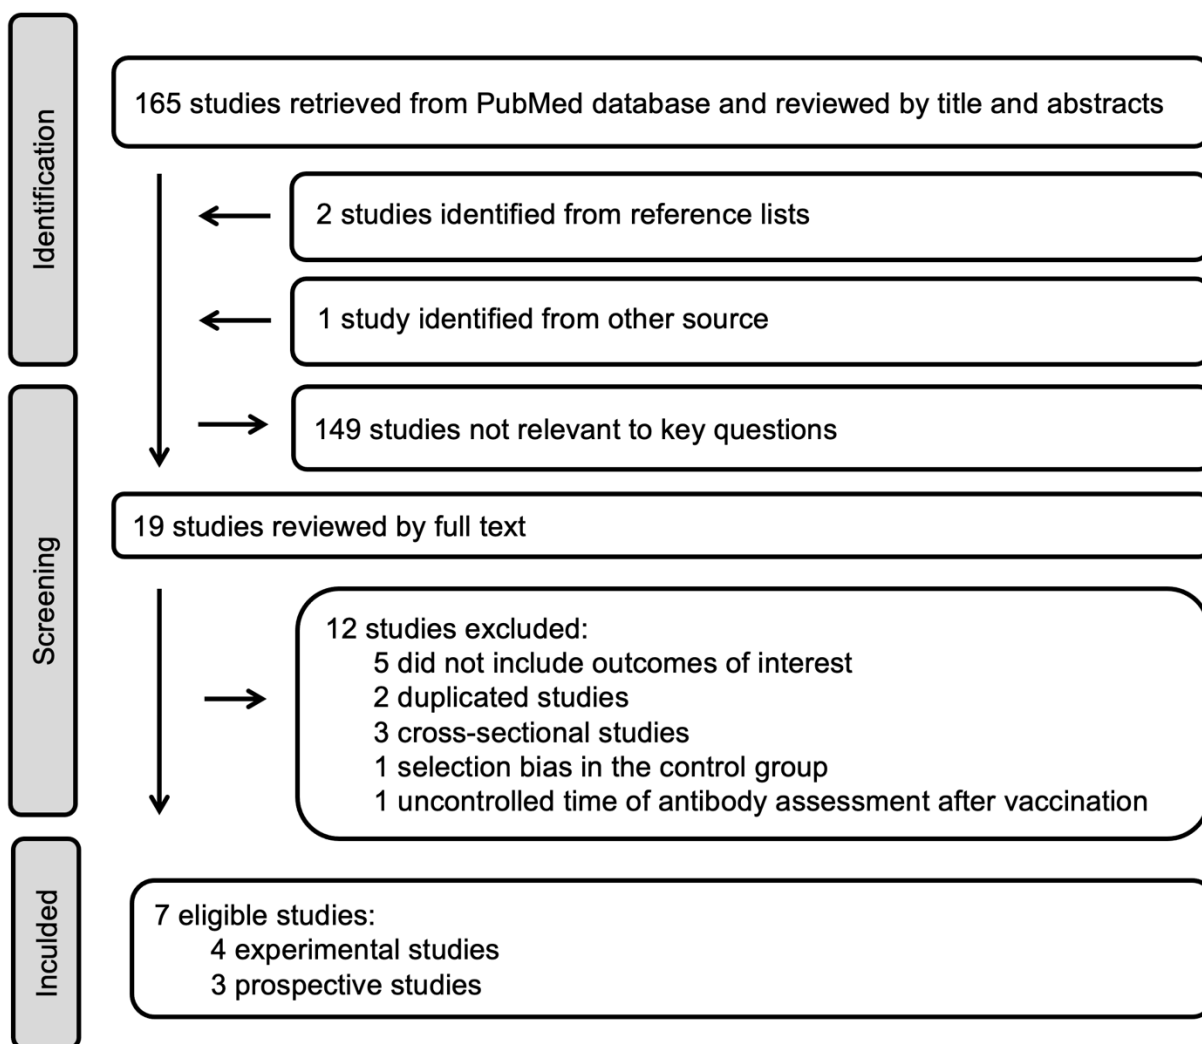 Identification
165 studies retrieved from PubMed database and reviewed by title and abstracts
2 studies identified from reference lists
1 study identified from other source
Screening
149 studies not relevant to key questions
19 studies reviewed by full text
12 studies excluded:
5 did not include outcomes of interest
2 duplicated studies
3 cross-sectional studies
1 selection bias in the control group
1 uncontrolled time of antibody assessment after vaccination
Inculded
7 eligible studies:
4 experimental studies
3 prospective studies